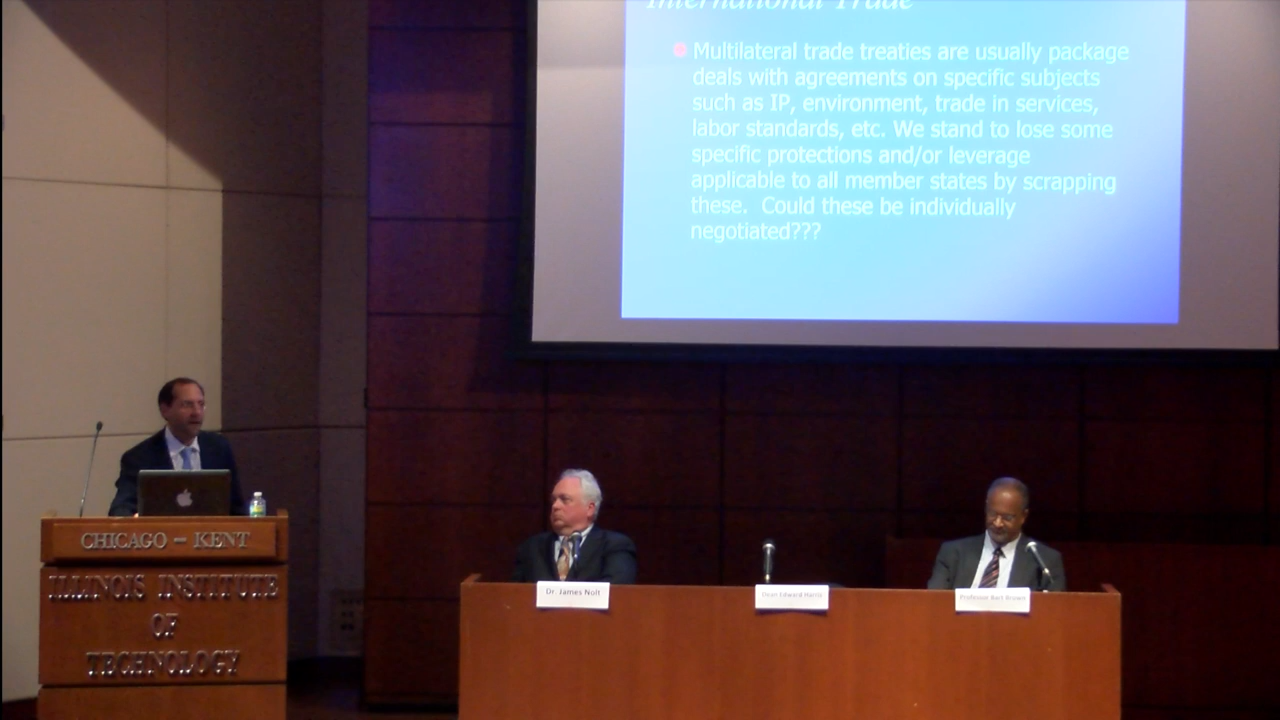 International Trade
Multilateral trade treaties are usually package
deals with agreements on specific subjects
such as IP, environment, trade in services,
labor standards, etc. We stand to lose some
specific protections and/or leverage
applicable to all member states by scrapping
these.  Could these be individually
negotiated???
CHICAGO – KENT
ILLINOIS INSTITUTE
OF
TECHNOLOGY
Dr. James Nolt
Dean Edward Harris
Professor Bart Brown